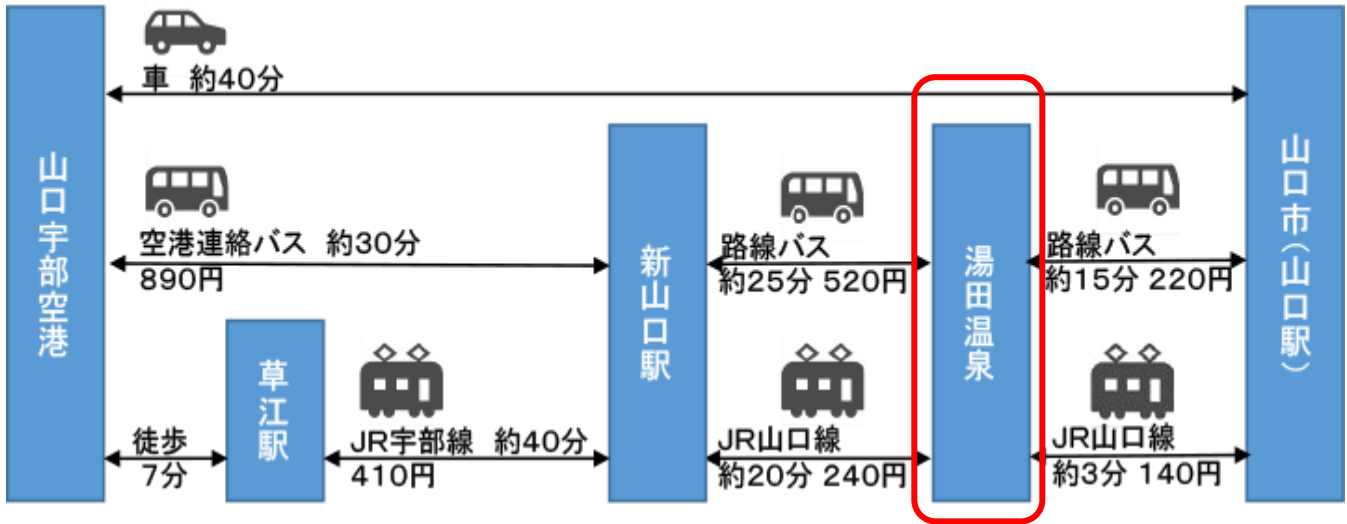 車 約40分
山口宇部空港
空港連絡バス 約30分
890円
徒歩
7分
草江駅
JR宇部線 約40分
410円
新山口駅
路線バス
約25分 520円
JR山口線
約20分 240円
湯田温泉
路線バス
約15分 220円
JR山口線
約3分 140円
山口市(山口駅)